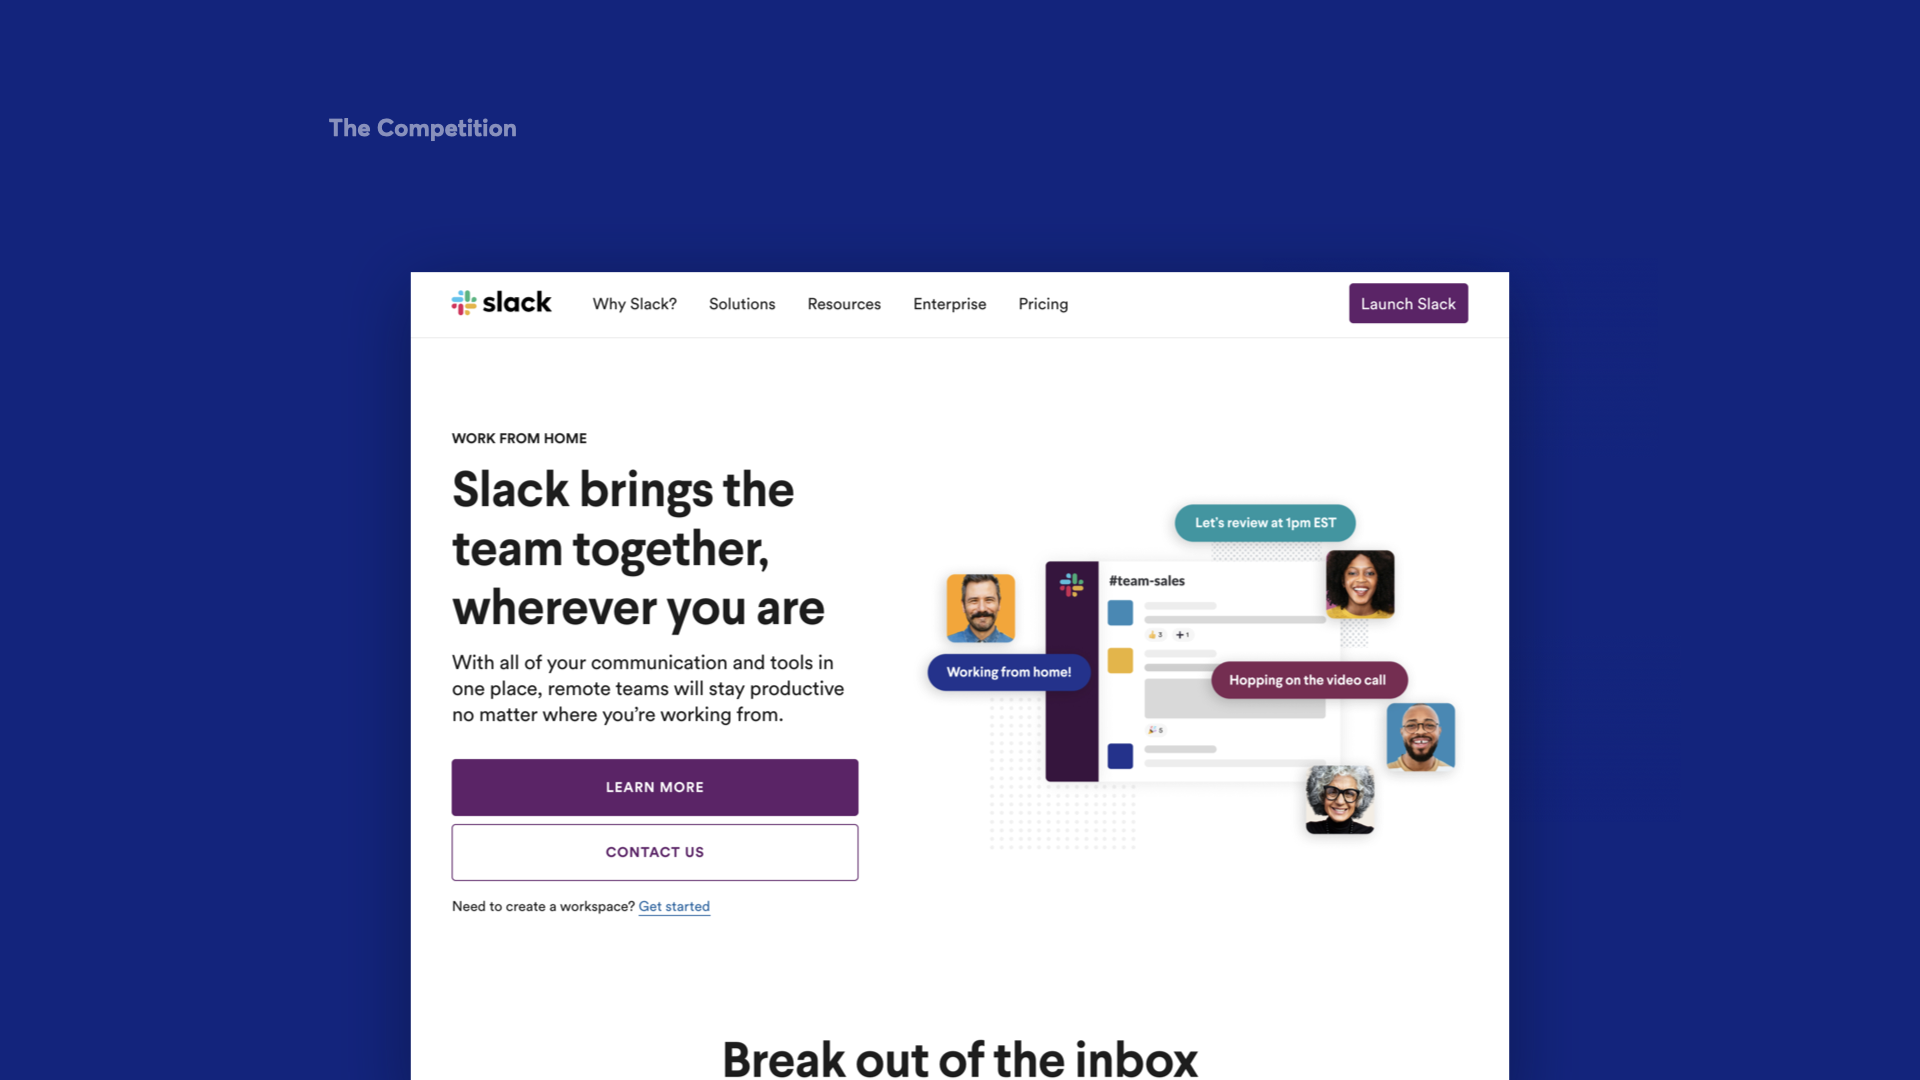 The Competition
slack
Why Slack?
Solutions
Resources
Enterprise
Pricing
Launch Slack
WORK FROM HOME
Slack brings the
team together,
wherever you are
With all of your communication and tools in
one place, remote teams will stay productive
no matter where you’re working from.
LEARN MORE
CONTACT US
Need to create a workspace? Get started
Let’s review at 1pm EST
#team-sales
3
1
Working from home!
Hopping on the video call
5
Break out of the inbox